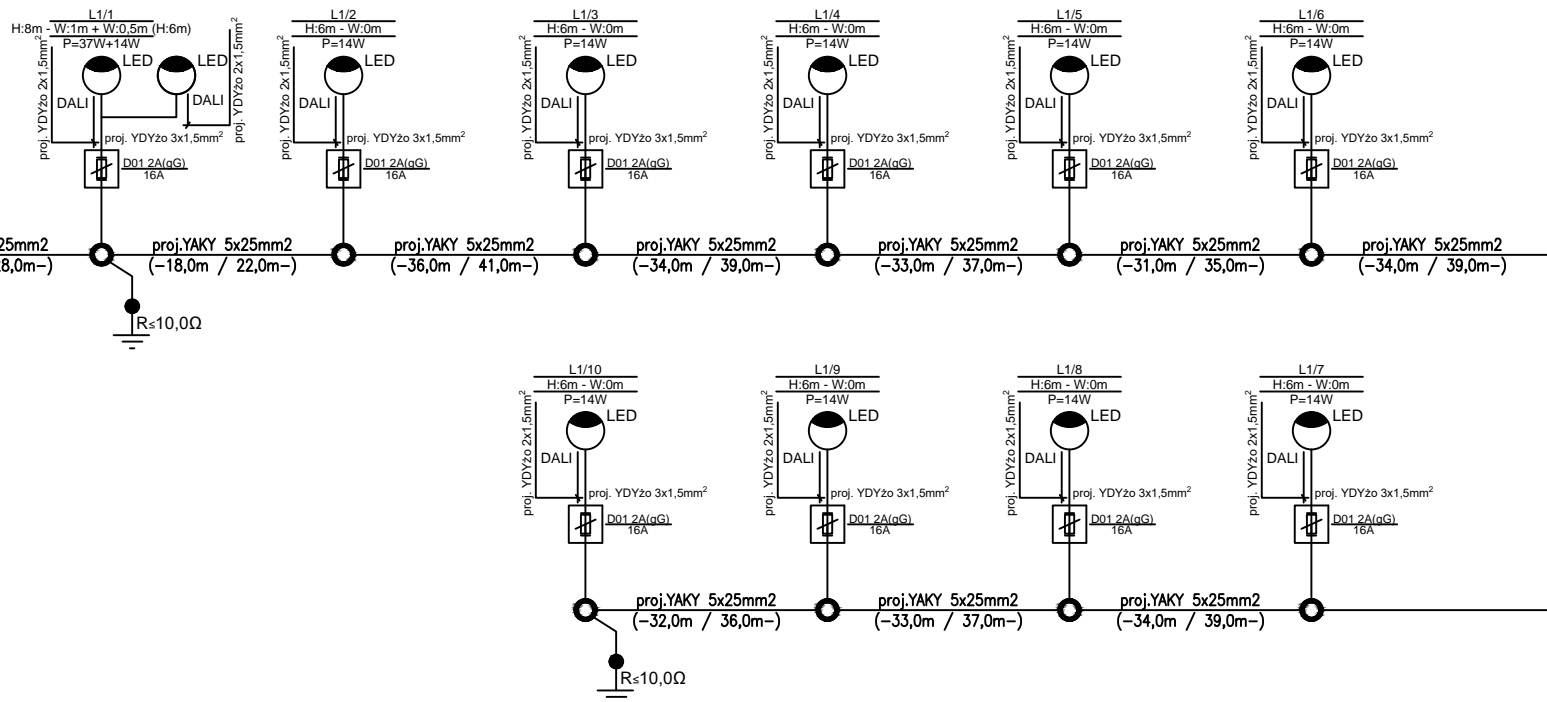 L1/1
H:8m - W:1m + W:0,5m (H:6m)
P=37W+14W
LED
LED
DALI
DALI
proj. YDYżo 2x1,5mm²
proj. YDYżo 2x1,5mm²
proj. YDYżo 3x1,5mm²
D01 2A(gG)
16A
L1/2
H:6m - W:0m
P=14W
LED
DALI
proj. YDYżo 2x1,5mm²
proj. YDYżo 3x1,5mm²
D01 2A(gG)
16A
L1/3
H:6m - W:0m
P=14W
LED
DALI
proj. YDYżo 2x1,5mm²
proj. YDYżo 3x1,5mm²
D01 2A(gG)
16A
L1/4
H:6m - W:0m
P=14W
LED
DALI
proj. YDYżo 2x1,5mm²
proj. YDYżo 3x1,5mm²
D01 2A(gG)
16A
L1/5
H:6m - W:0m
P=14W
LED
DALI
proj. YDYżo 2x1,5mm²
proj. YDYżo 3x1,5mm²
D01 2A(gG)
16A
L1/6
H:6m - W:0m
P=14W
LED
DALI
proj. YDYżo 2x1,5mm²
proj. YDYżo 3x1,5mm²
D01 2A(gG)
16A
25mm2
28,0m-)
proj.YAKY 5x25mm2
(-18,0m / 22,0m-)
proj.YAKY 5x25mm2
(-36,0m / 41,0m-)
proj.YAKY 5x25mm2
(-34,0m / 39,0m-)
proj.YAKY 5x25mm2
(-33,0m / 37,0m-)
proj.YAKY 5x25mm2
(-31,0m / 35,0m-)
proj.YAKY 5x25mm2
(-34,0m / 39,0m-)
R≤10,0Ω
L1/10
H:6m - W:0m
P=14W
LED
DALI
proj. YDYżo 2x1,5mm²
proj. YDYżo 3x1,5mm²
D01 2A(gG)
16A
L1/9
H:6m - W:0m
P=14W
LED
DALI
proj. YDYżo 2x1,5mm²
proj. YDYżo 3x1,5mm²
D01 2A(gG)
16A
L1/8
H:6m - W:0m
P=14W
LED
DALI
proj. YDYżo 2x1,5mm²
proj. YDYżo 3x1,5mm²
D01 2A(gG)
16A
L1/7
H:6m - W:0m
P=14W
LED
DALI
proj. YDYżo 2x1,5mm²
proj. YDYżo 3x1,5mm²
D01 2A(gG)
16A
proj.YAKY 5x25mm2
(-32,0m / 36,0m-)
proj.YAKY 5x25mm2
(-33,0m / 37,0m-)
proj.YAKY 5x25mm2
(-34,0m / 39,0m-)
R≤10,0Ω